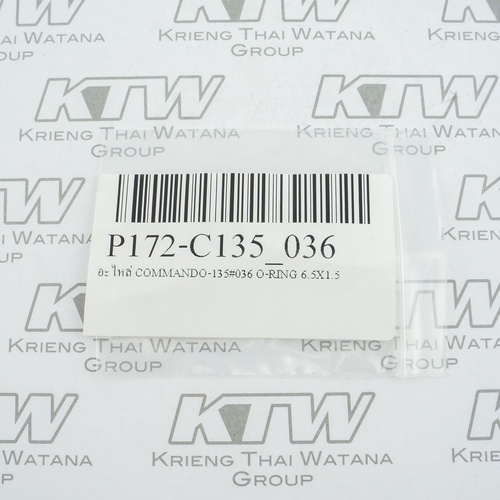 KTW
KRIENG THAI WATANA
GROUP
KRIENG THAI WATANA
GROUP
KTW
KTW
KRIENG THAI WATANA
GROUP
KRIENG THAI WATANA
GROUP
P172-C135_036
อะไหล่ COMMANDO-135#036 O-RING 6.5X1.5
KRIENG THAI WATANA
GROUP
KTW
KTW
KRIENG THAI WATANA
GROUP